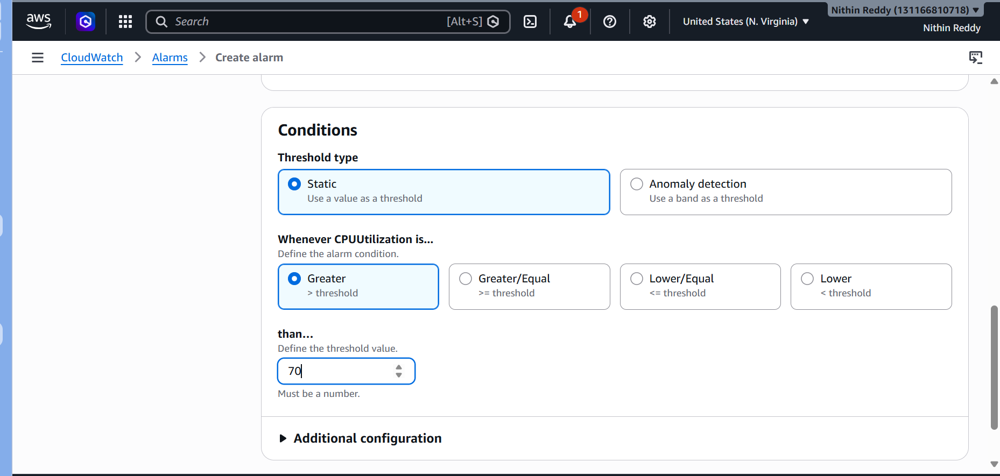 aws
Search
[Alt+S]
1
United States (N. Virginia)
Nithin Reddy (131166810718)
Nithin Reddy
CloudWatch
Alarms
Create alarm
Conditions
Threshold type
Static
Use a value as a threshold
Anomaly detection
Use a band as a threshold
Whenever CPUUtilization is...
Define the alarm condition.
Greater
> threshold
Greater/Equal
>= threshold
Lower/Equal
<= threshold
Lower
< threshold
than...
Define the threshold value.
70
Must be a number.
Additional configuration